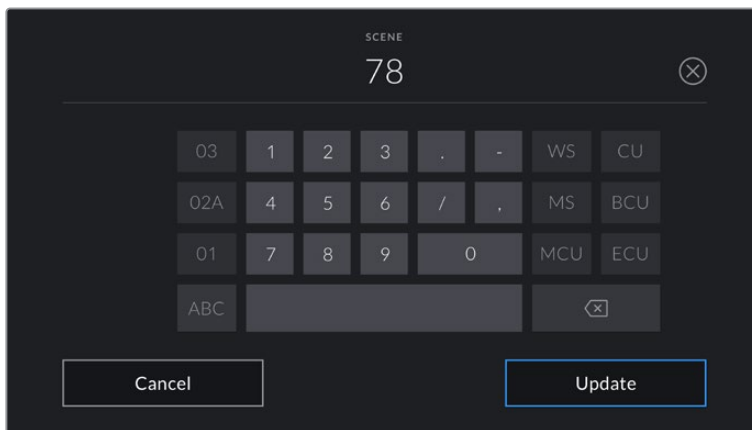 SCENE
78
03 1 2 3 . - WS CU
02A 4 5 6 / , MS BCU
01 7 8 9 0 MCU ECU
ABC
Cancel Update